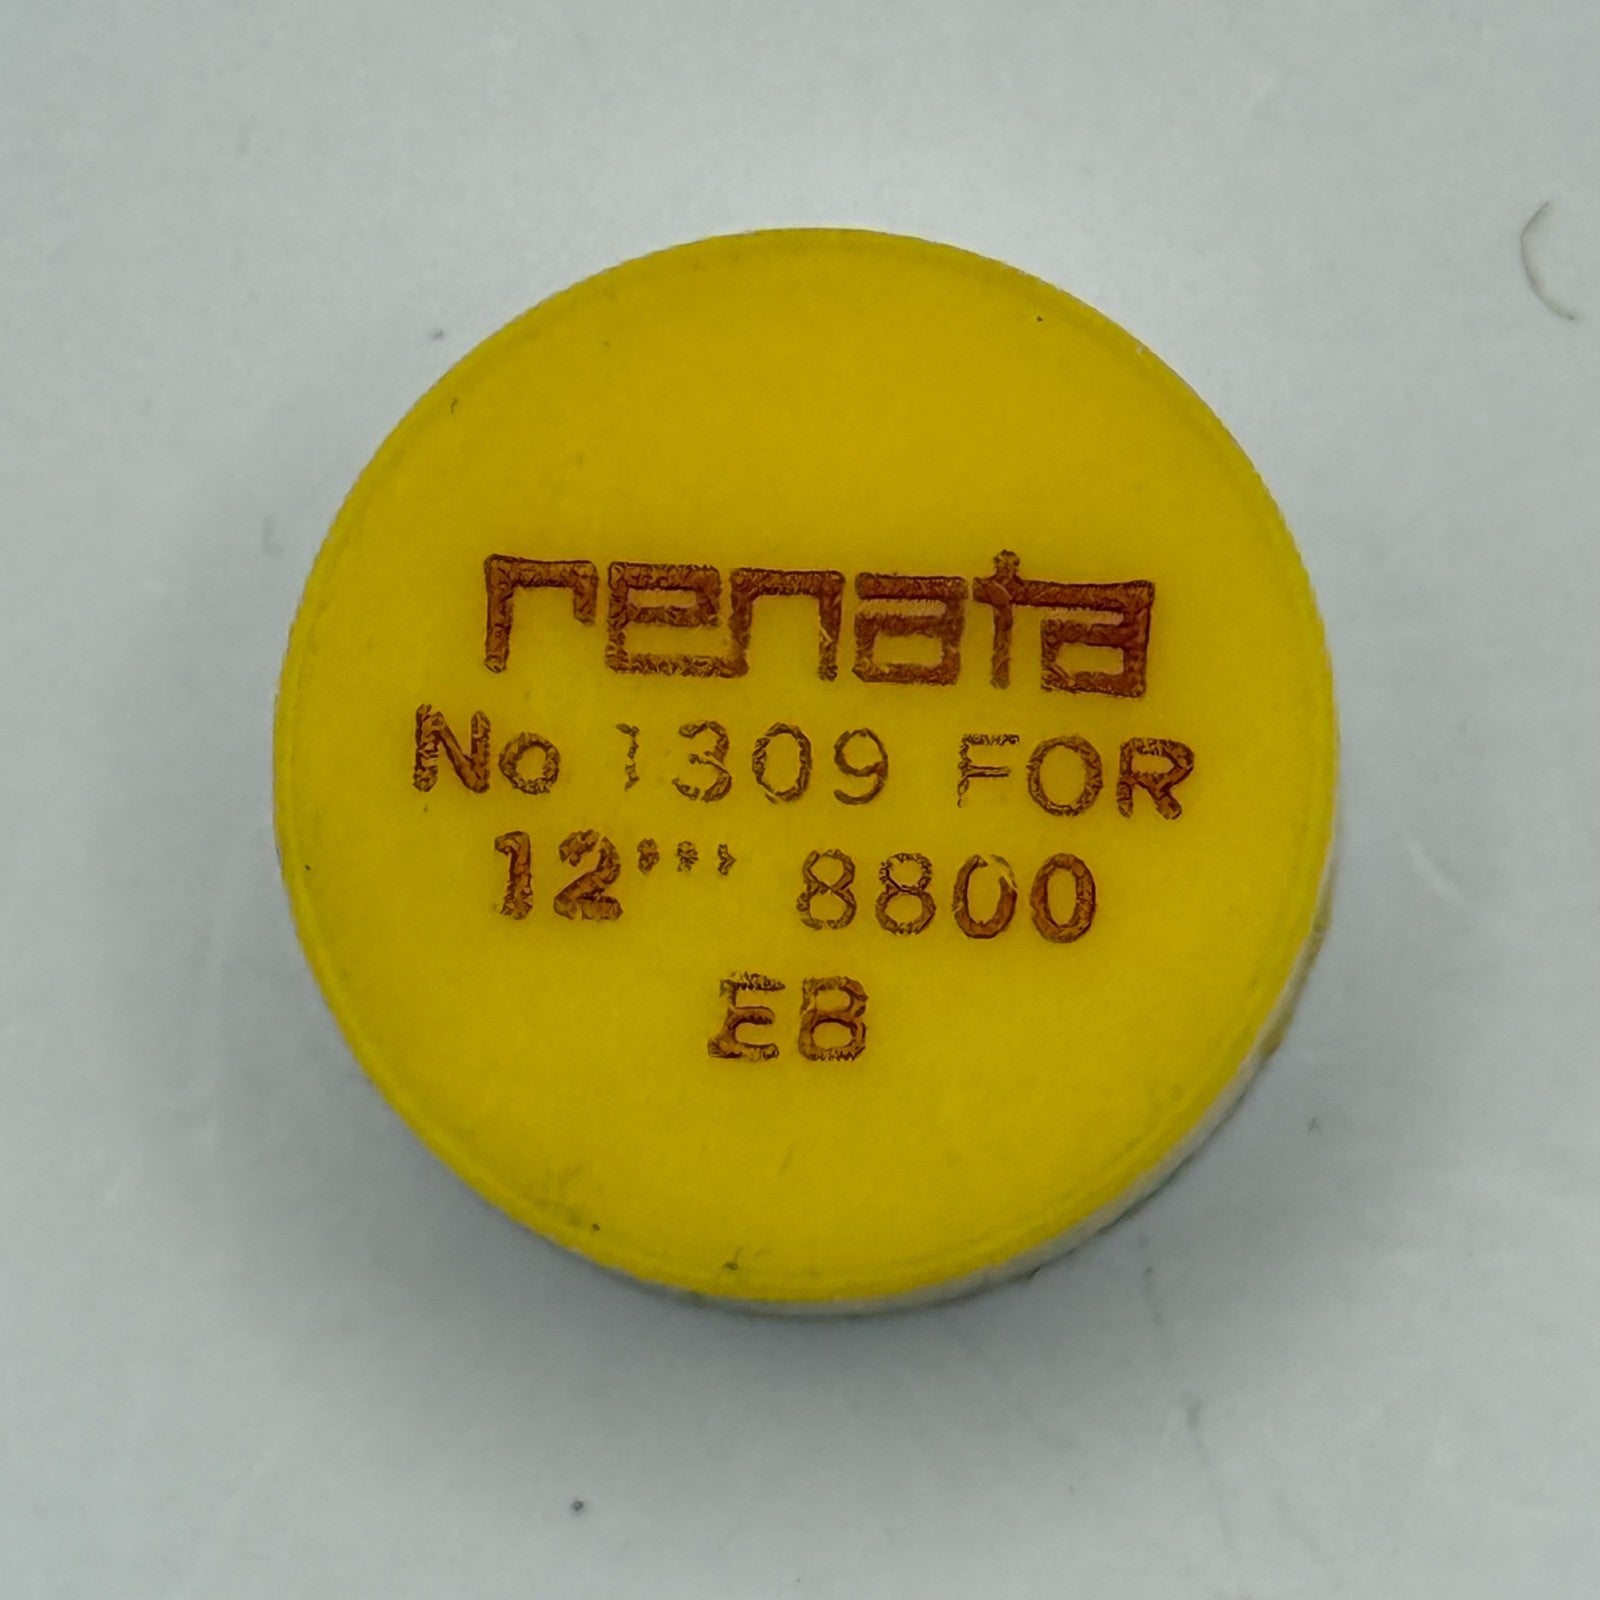 renata
No 1309 FOR
12''' 8800
EB